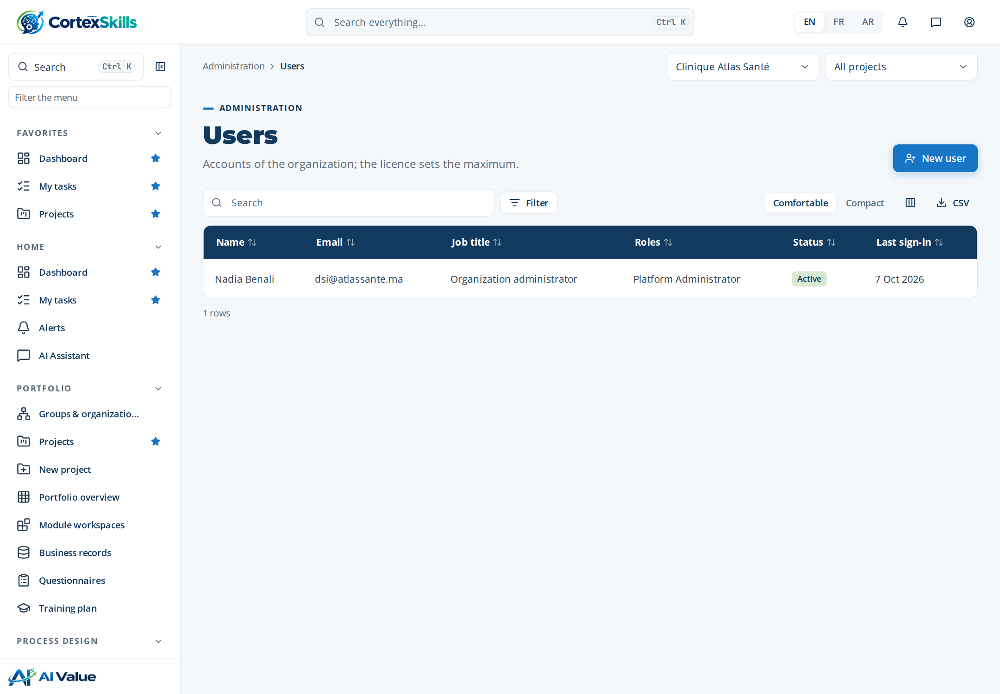 CortexSkills
Search everything... Ctrl K
EN FR AR
Search Ctrl K
Filter the menu
FAVORITES
Dashboard
My tasks
Projects
HOME
Dashboard
My tasks
Alerts
AI Assistant
PORTFOLIO
Groups & organizatio...
Projects
New project
Portfolio overview
Module workspaces
Business records
Questionnaires
Training plan
PROCESS DESIGN
AI AI Value
Administration > Users
Clinique Atlas Santé
All projects
ADMINISTRATION
Users
Accounts of the organization; the licence sets the maximum.
New user
Search
Filter
Comfortable Compact CSV
Name Email Job title Roles Status Last sign-in
Nadia Benali dsi@atlassante.ma Organization administrator Platform Administrator Active 7 Oct 2026
1 rows